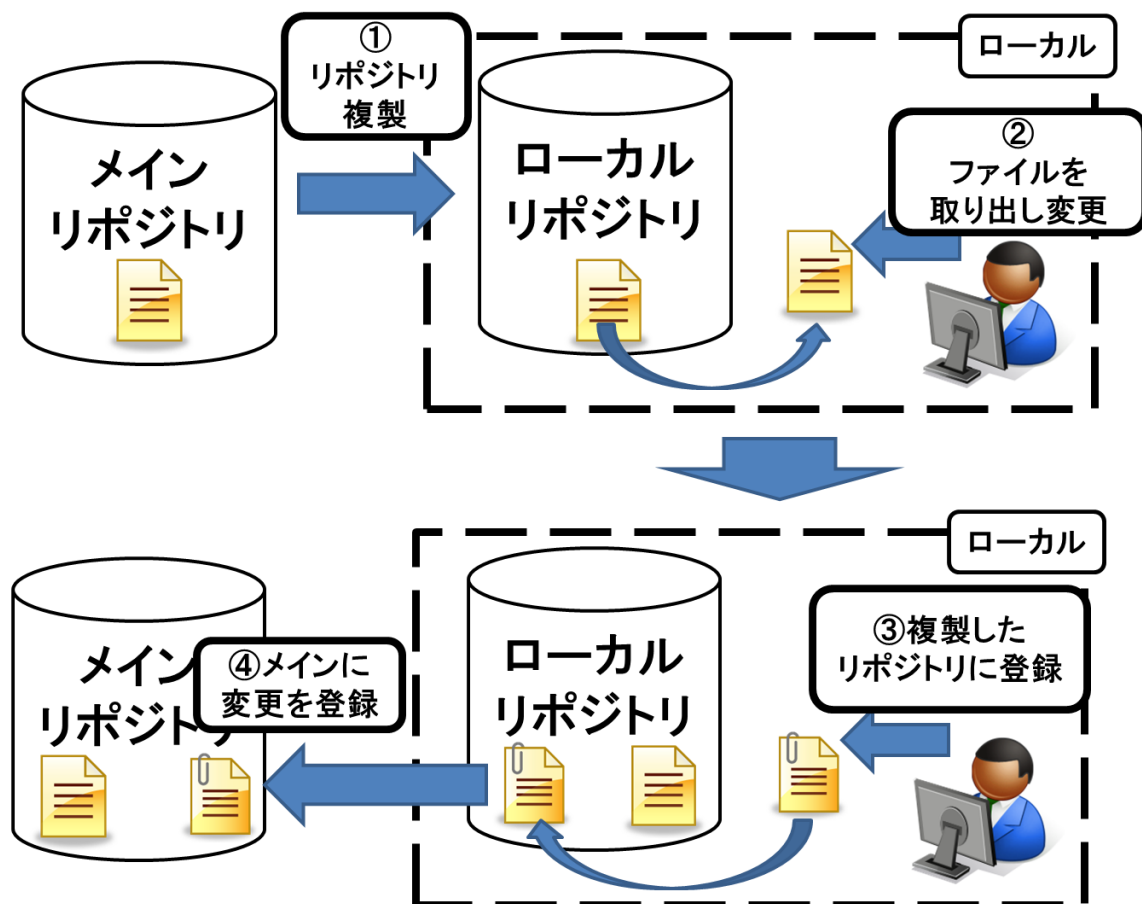 ①
リポジトリ
複製
ローカル
メイン
リポジトリ
ローカル
リポジトリ
②
ファイルを
取り出し変更
ローカル
メイン
リポジトリ
④メインに
変更を登録
ローカル
リポジトリ
③複製した
リポジトリに登録